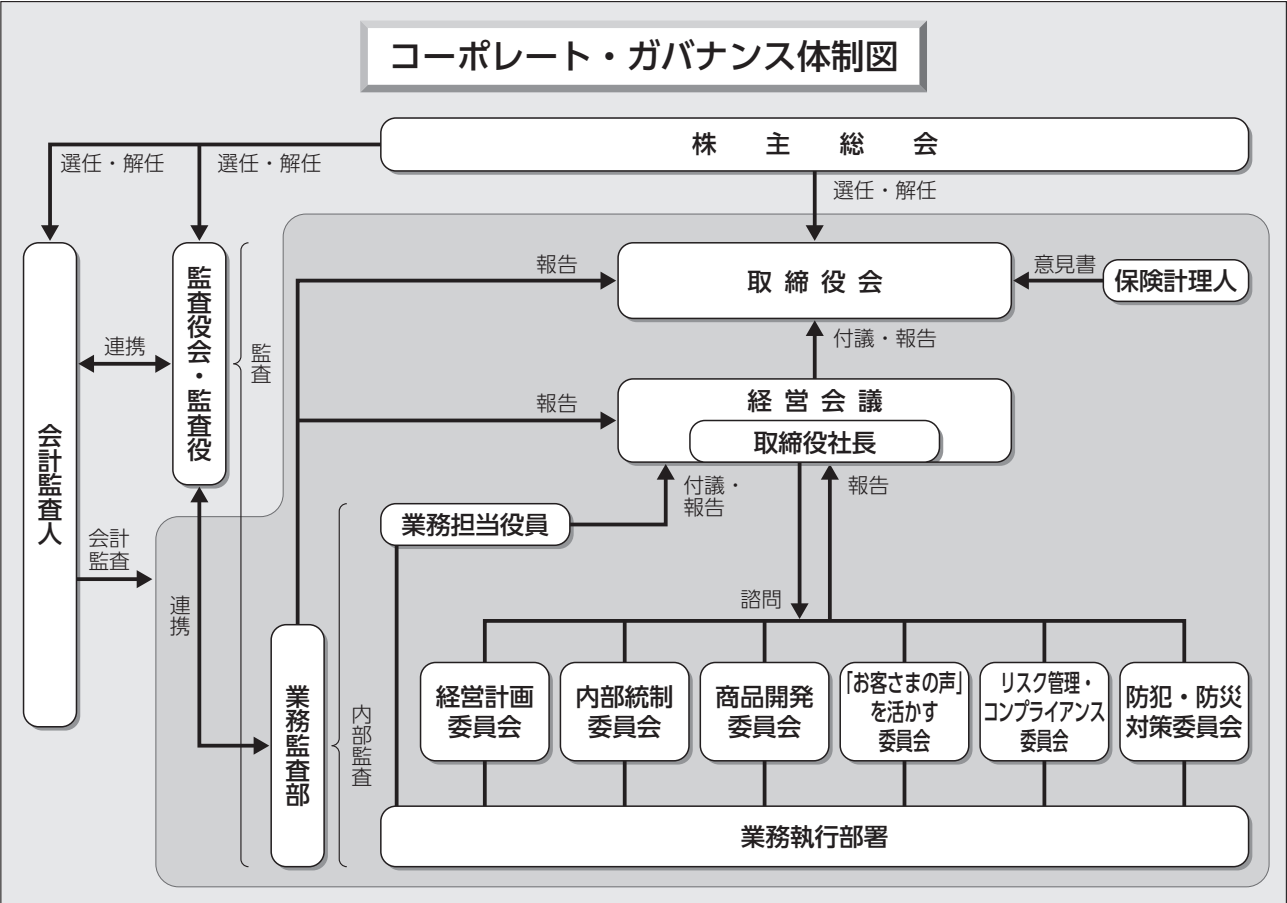 コーポレート・ガバナンス体制図
株主総会
選任・解任
選任・解任
選任・解任
会計監査人
監査役会・監査役
監査
連携
報告
取締役会
意見書
保険計理人
付議・報告
報告
経営会議
取締役社長
付議・
報告
報告
業務担当役員
会計
監査
連携
諮問
業務監査部
内部監査
経営計画
委員会
内部統制
委員会
商品開発
委員会
「お客さまの声」
を活かす
委員会
リスク管理・
コンプライアンス
委員会
防犯・防災
対策委員会
業務執行部署